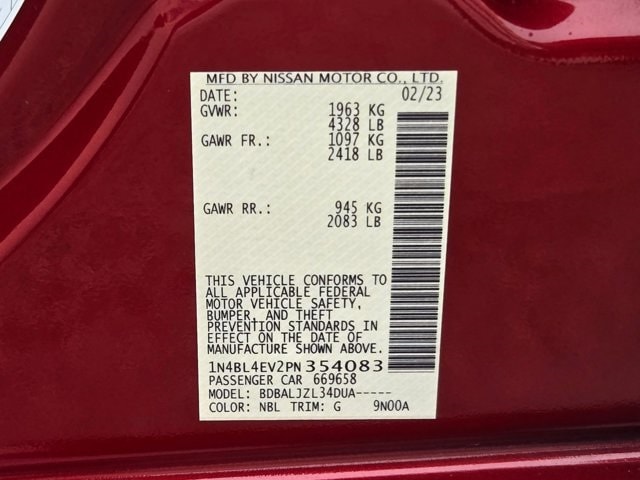 MFD BY NISSAN MOTOR CO., LTD.
DATE: 02/23
GVWR: 1963 KG
4328 LB
GAWR FR.: 1097 KG
2418 LB
GAWR RR.: 945 KG
2083 LB
THIS VEHICLE CONFORMS TO
ALL APPLICABLE FEDERAL
MOTOR VEHICLE SAFETY,
BUMPER, AND THEFT
PREVENTION STANDARDS IN
EFFECT ON THE DATE OF
MANUFACTURE SHOWN ABOVE.
1N4BL4EV2PN354083
PASSENGER CAR 669658
MODEL: BDBALJZL34DUA-----
COLOR: NBL TRIM: G 9N00A